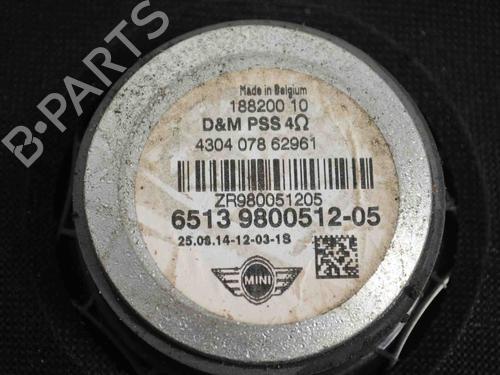 Made in Belgium
188200 10
D&M PSS 4Ω
4304 078 62961
ZR980051205
6513 9800512-05
25.08.14-12-03-1S
MINI
B-PARTS